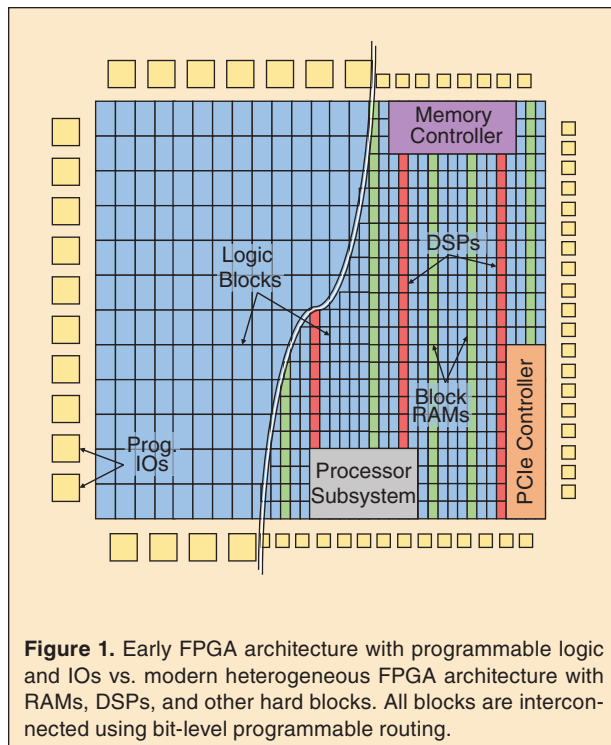 Memory
Controller
DSPs
Logic
Blocks
Block
RAMs
PCIe Controller
Prog.
IOs
Processor
Subsystem
Figure 1. Early FPGA architecture with programmable logic
and IOs vs. modern heterogeneous FPGA architecture with
RAMs, DSPs, and other hard blocks. All blocks are intercon-
nected using bit-level programmable routing.